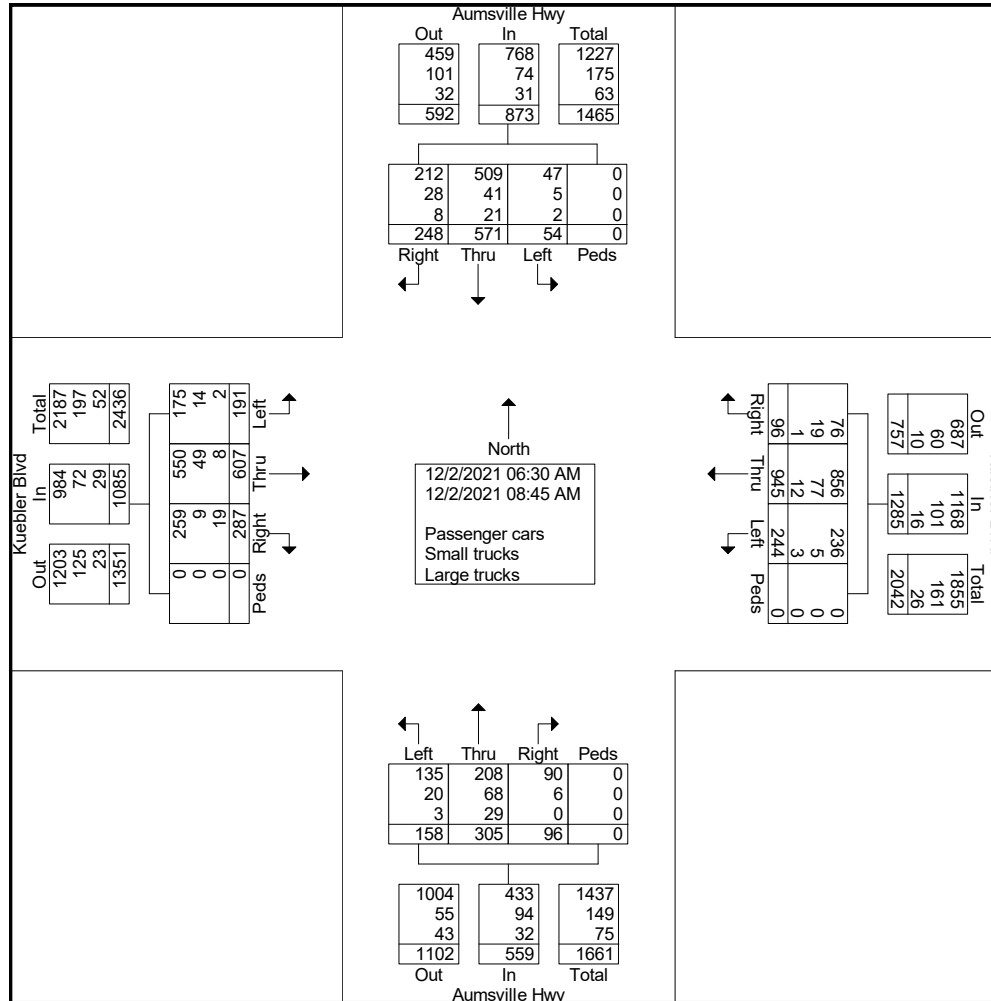 Aumsville Hwy
Out In Total
459 768 1227
101 74 175
32 31 63
592 873 1465
212 509 47 0
28 41 5 0
8 21 2 0
248 571 54 0
Right Thru Left Peds
Kuebler Blvd
Total In Out
2187 984 1203
197 72 125
52 29 23
2436 1085 1351
Left Thru Right Peds
175 550 259 0
14 49 9 0
2 8 19 0
191 607 287 0
North
12/2/2021 06:30 AM
12/2/2021 08:45 AM
Passenger cars
Small trucks
Large trucks
Right Thru Left Peds
76 856 236 0
19 77 5 0
1 12 3 0
96 945 244 0
Out In Total
687 1168 1855
60 101 161
10 16 26
757 1285 2042
Left Thru Right Peds
135 208 90 0
20 68 6 0
3 29 0 0
158 305 96 0
1004 433 1437
55 94 149
43 32 75
1102 559 1661
Out In Total
Aumsville Hwy